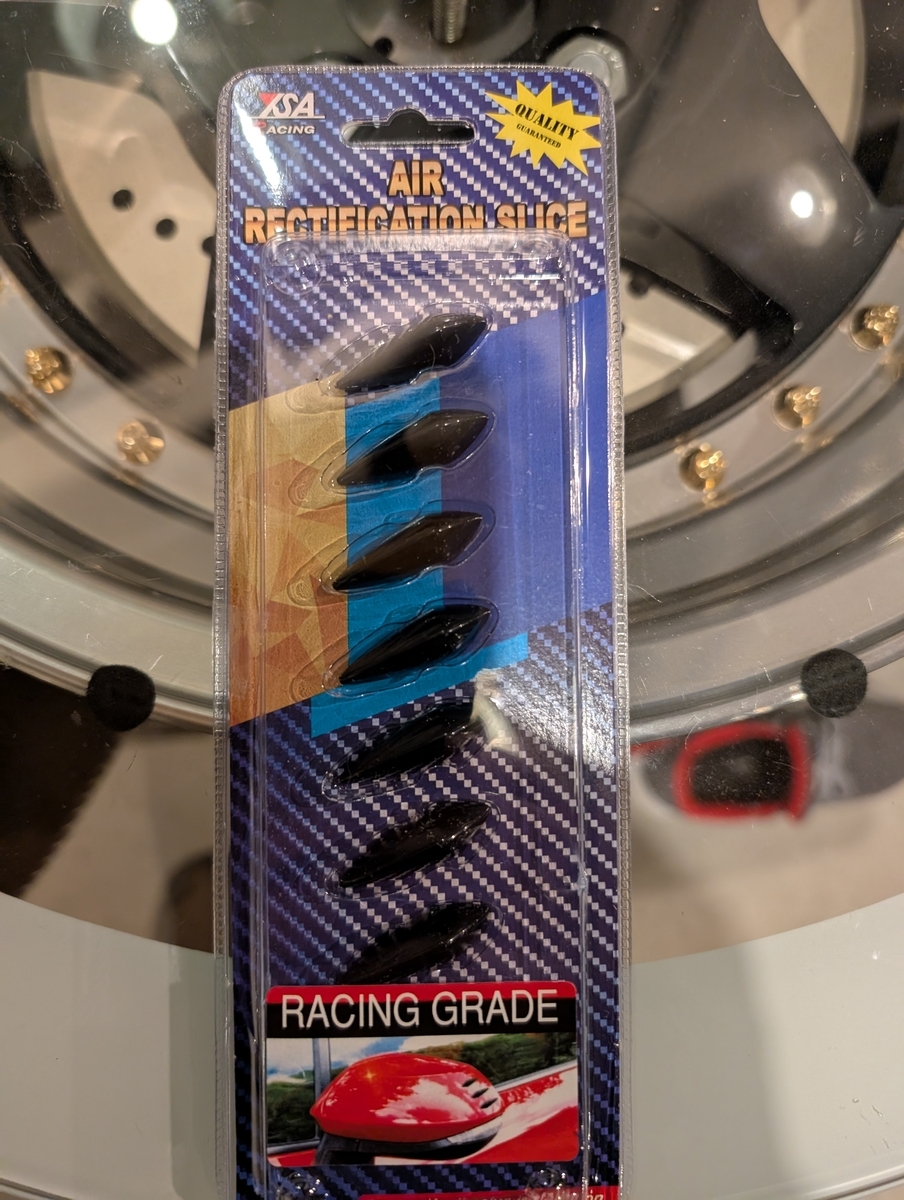 XSA
RACING
QUALITY
GUARANTEED
AIR
RECTIFICATION SLICE
RACING GRADE